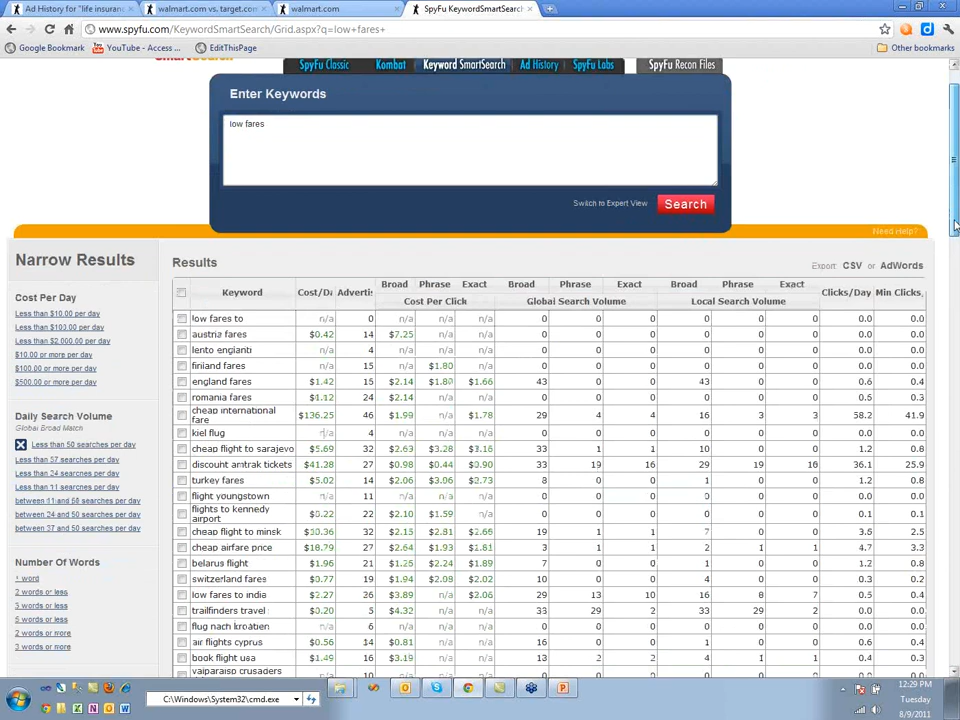 Ad History for "life insuranc × walmart.com vs. target.com × walmart.com × SpyFu KeywordSmartSearch ×
www.spyfu.com/KeywordSmartSearch/Grid.aspx?q=low+fares+
Google Bookmark YouTube - Access ... EditThisPage Other bookmarks
SpyFu Classic Kombat Keyword SmartSearch Ad History SpyFu Labs SpyFu Recon Files
Enter Keywords
low fares
Switch to Expert View Search
Need Help?
Narrow Results
Cost Per Day
Less than $10.00 per day
Less than $100.00 per day
Less than $2,000.00 per day
$10.00 or more per day
$100.00 or more per day
$500.00 or more per day
Daily Search Volume
Global Broad Match
Less than 50 searches per day
Less than 37 searches per day
Less than 24 searches per day
Less than 11 searches per day
between 11 and 50 searches per day
between 24 and 50 searches per day
between 37 and 50 searches per day
Number Of Words
1 word
2 words or less
3 words or less
5 words or less
2 words or more
3 words or more
Results Export: CSV or AdWords
Broad Phrase Exact Broad Phrase Exact Broad Phrase Exact
Keyword Cost/Da Adverti Cost Per Click Global Search Volume Local Search Volume Clicks/Day Min Clicks,
low fares to n/a 0 n/a n/a n/a 0 0 0 0 0 0 0.0 0.0
austria fares $0.42 14 $7.25 n/a n/a 0 0 0 0 0 0 0.0 0.0
lento englanti n/a 4 n/a n/a n/a 0 0 0 0 0 0 0.0 0.0
finland fares n/a 15 n/a $1.80 n/a 0 0 0 0 0 0 0.0 0.0
england fares $1.42 15 $2.14 $1.80 $1.66 43 0 0 43 0 0 0.6 0.4
romania fares $1.12 24 $2.14 n/a n/a 0 0 0 0 0 0 0.6 0.3
cheap international
fare $136.25 46 $1.99 n/a $1.78 29 4 4 16 3 3 58.2 41.9
kiel flug n/a 4 n/a n/a n/a 0 0 0 0 0 0 0.0 0.0
cheap flight to sarajevo $5.69 32 $2.63 $3.28 $3.16 33 1 1 10 0 0 1.2 0.8
discount amtrak tickets $41.28 27 $0.98 $0.44 $0.90 33 19 16 29 19 16 36.1 25.9
turkey fares $5.02 14 $2.06 $3.06 $2.73 8 0 0 1 0 0 1.2 0.8
flight youngstown n/a 11 n/a n/a n/a 0 0 0 0 0 0 0.0 0.0
flights to kennedy
airport $0.22 22 $2.10 $1.59 n/a 0 0 0 0 0 0 0.1 0.1
cheap flight to minsk $10.36 32 $2.15 $2.81 $2.66 19 1 1 7 0 0 3.6 2.5
cheap airfare price $18.79 27 $2.64 $1.93 $1.81 3 1 1 2 1 1 4.7 3.3
belarus flight $1.96 21 $1.25 $2.24 $1.89 7 0 0 1 0 0 1.2 0.8
switzerland fares $0.77 19 $1.94 $2.08 $2.02 10 0 0 4 0 0 0.3 0.2
low fares to india $2.27 36 $3.89 n/a $2.06 29 13 10 16 8 7 0.5 0.4
trailfinders travel $0.20 5 $4.32 n/a n/a 33 29 2 33 29 2 0.0 0.0
flug nach kroatien n/a 6 n/a n/a n/a 0 0 0 0 0 0 0.0 0.0
air flights cyprus $0.56 14 $0.81 n/a n/a 16 0 0 1 0 0 0.6 0.4
book flight usa $1.49 16 $3.19 n/a n/a 13 2 2 4 1 0 0.4 0.3
valparaiso crusaders
C:\Windows\System32\cmd.exe
12:29 PM
Tuesday
8/9/2011